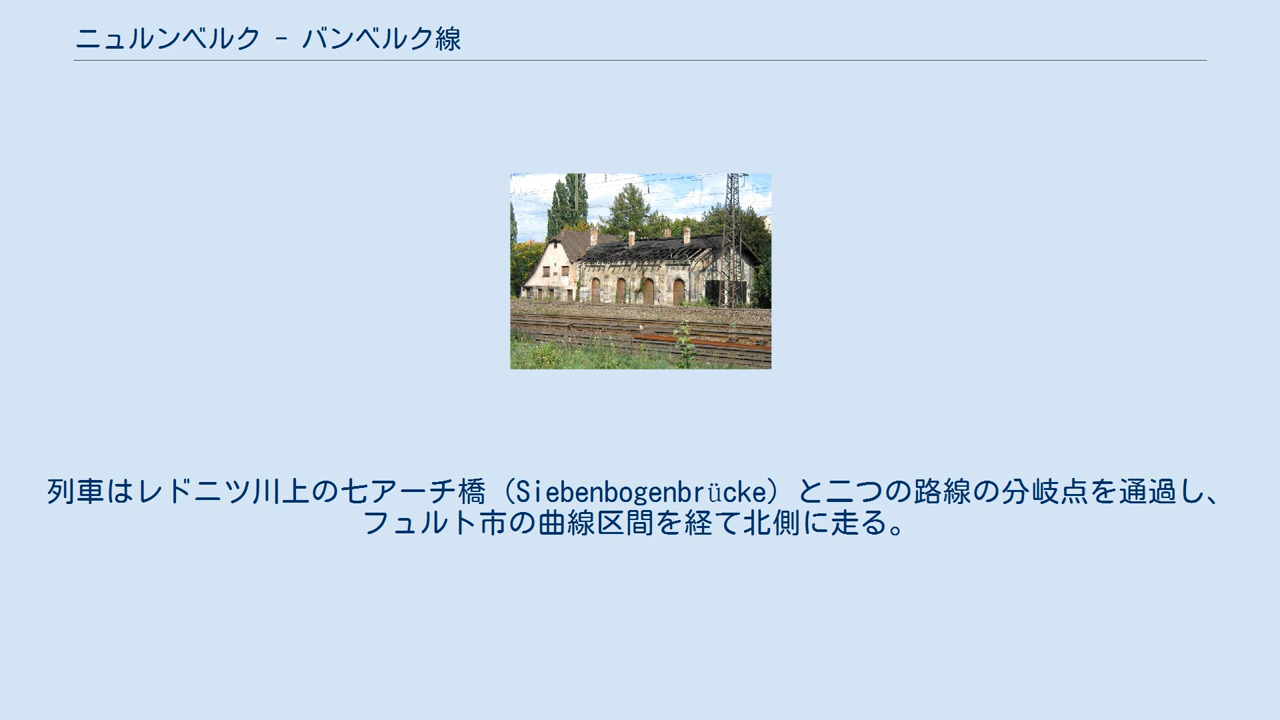 ニュルンベルク - バンベルク線
列車はレドニツ川上の七アーチ橋（Siebenbogenbrücke）と二つの路線の分岐点を通過し、
フュルト市の曲線区間を経て北側に走る。